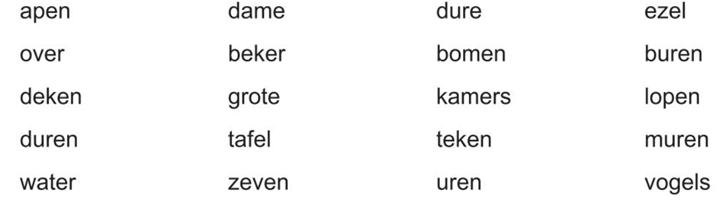 apen dame dure ezel
over beker bomen buren
deken grote kamers lopen
duren tafel teken muren
water zeven uren vogels